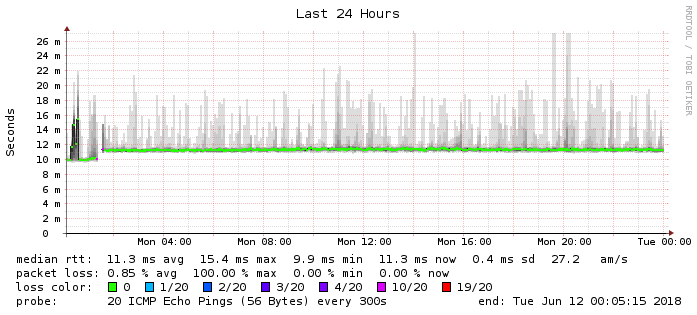 Last 24 Hours
RRDTOOL / TOBI OETIKER
Seconds
26 m
24 m
22 m
20 m
18 m
16 m
14 m
12 m
10 m
8 m
6 m
4 m
2 m
0
Mon 04:00 Mon 08:00 Mon 12:00 Mon 16:00 Mon 20:00 Tue 00:00
median rtt: 11.3 ms avg 15.4 ms max 9.9 ms min 11.3 ms now 0.4 ms sd 27.2 am/s
packet loss: 0.85 % avg 100.00 % max 0.00 % min 0.00 % now
loss color: 0 1/20 2/20 3/20 4/20 10/20 19/20
probe: 20 ICMP Echo Pings (56 Bytes) every 300s end: Tue Jun 12 00:05:15 2018